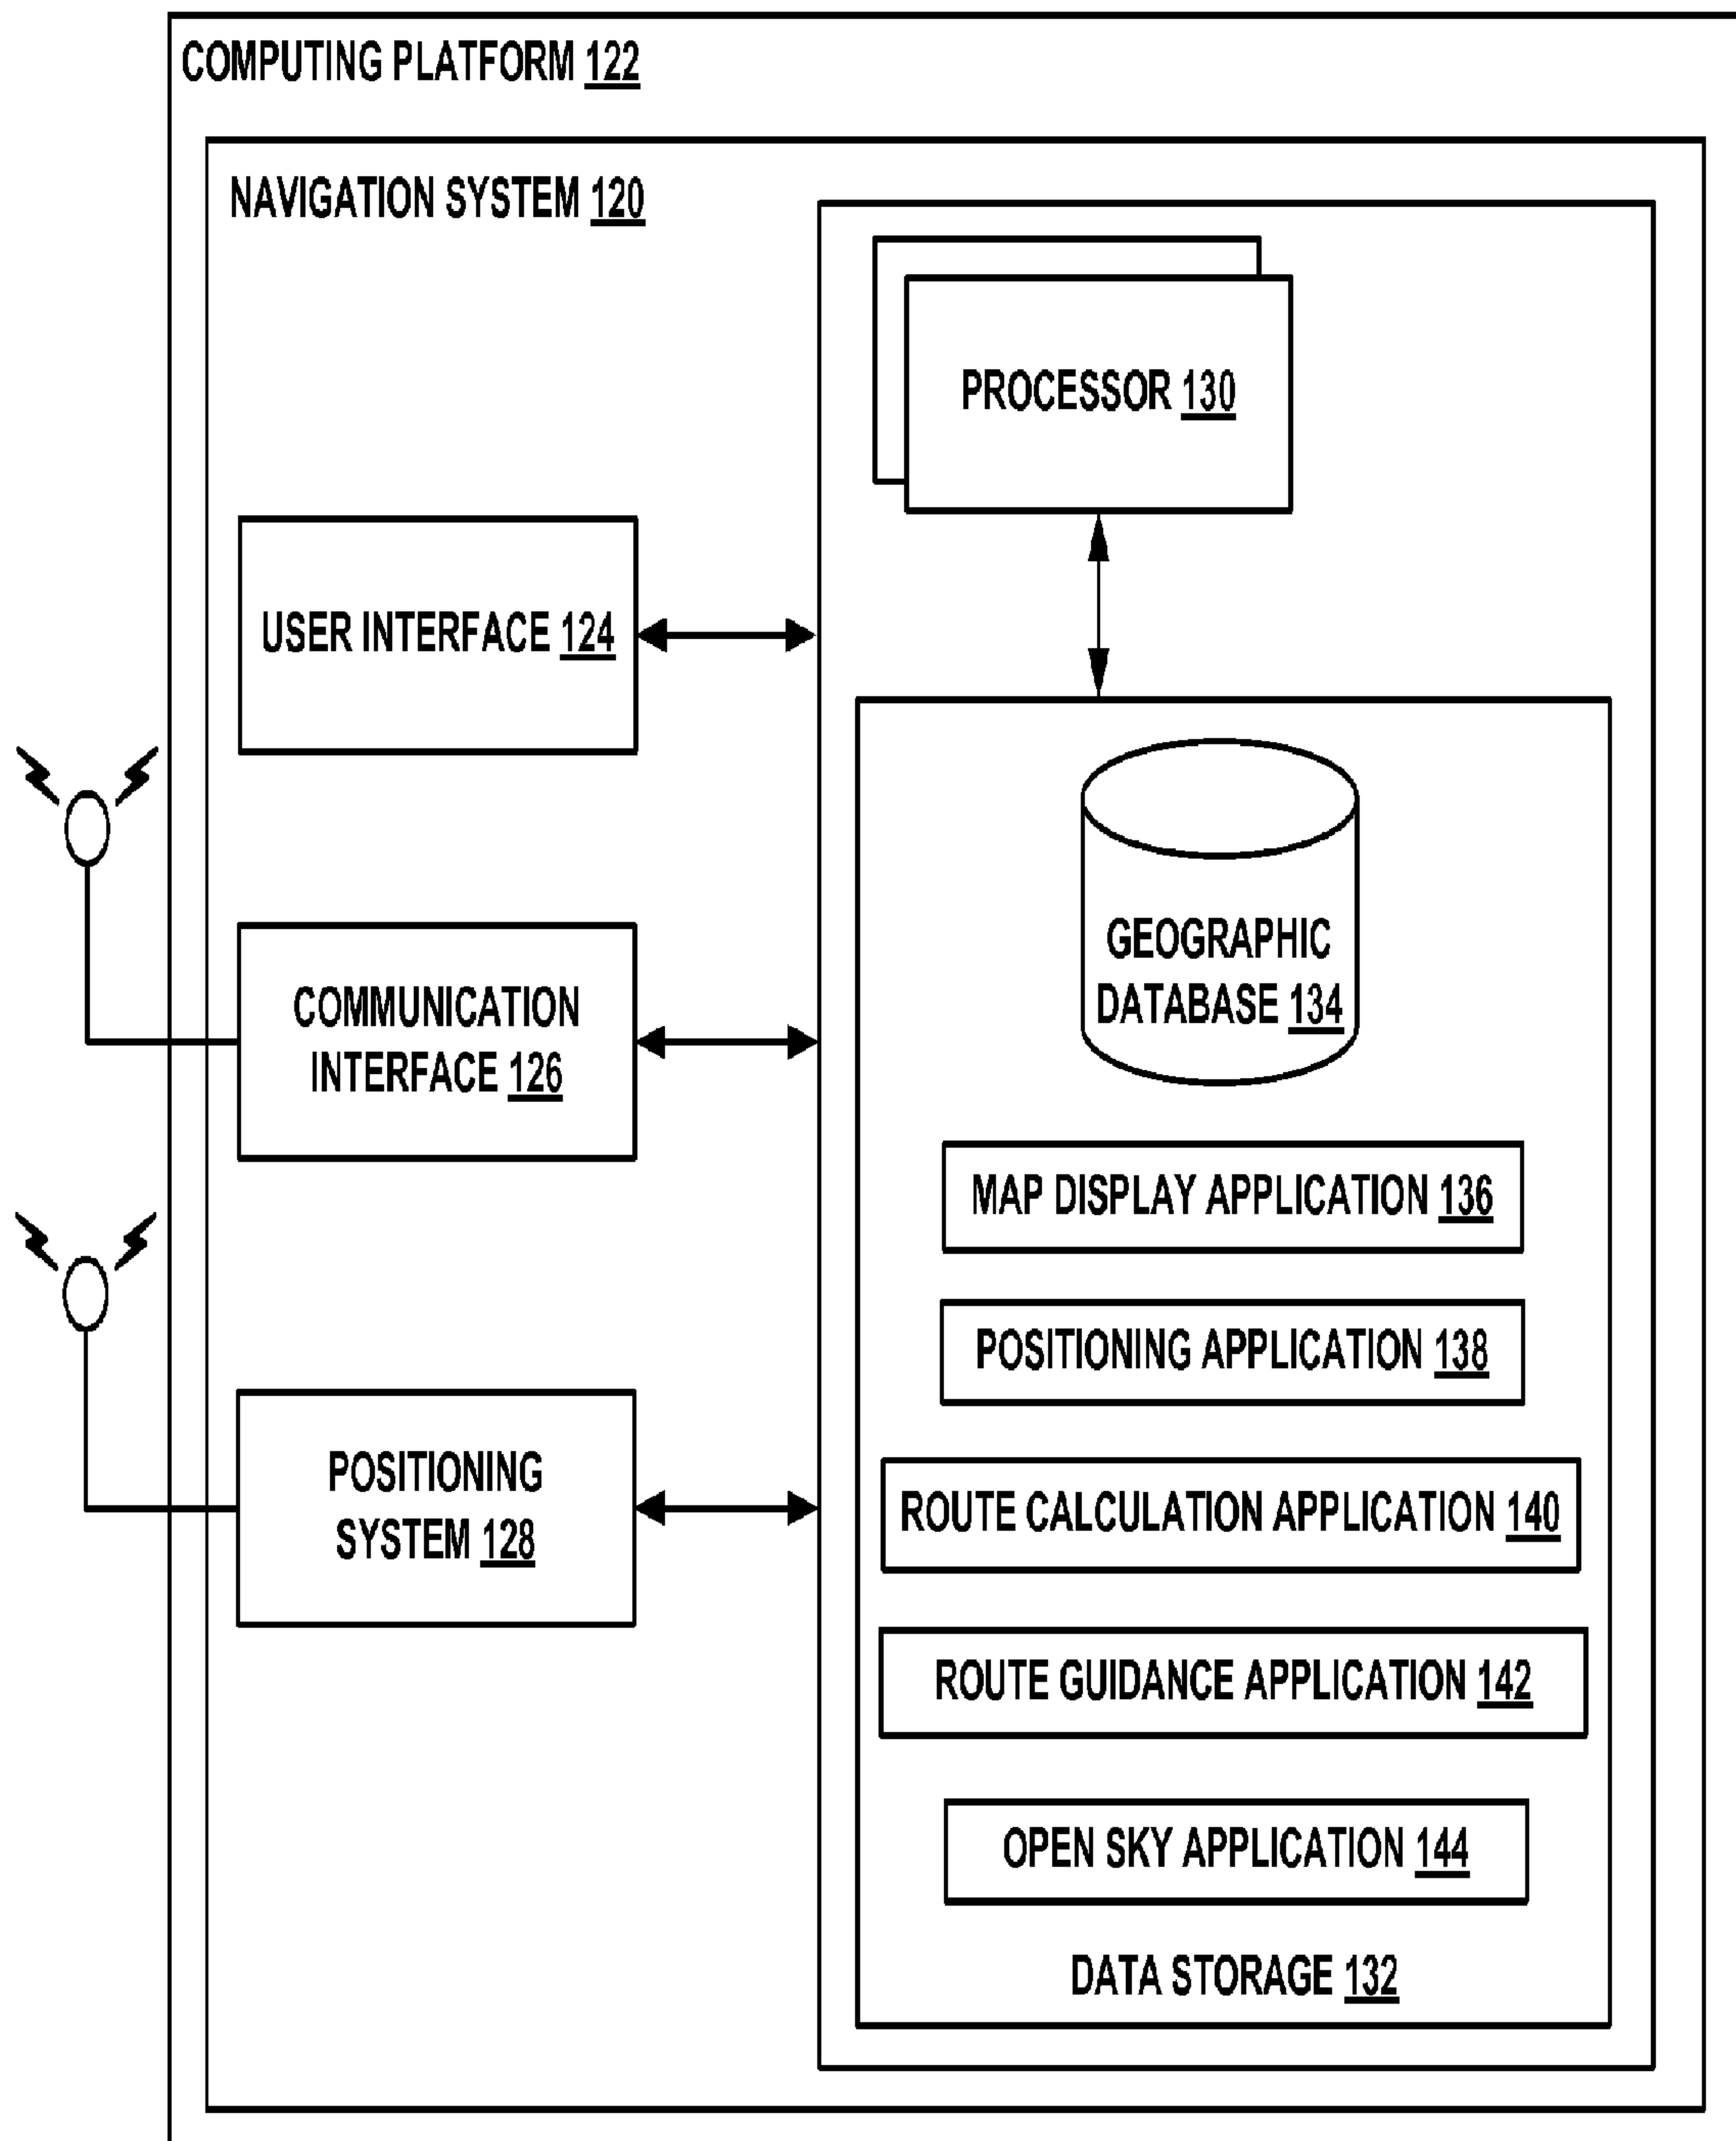 COMPUTING PLATFORM 122
NAVIGATION SYSTEM 120
PROCESSOR 130
USER INTERFACE 124
COMMUNICATION
INTERFACE 126
POSITIONING
SYSTEM 128
GEOGRAPHIC
DATABASE 134
MAP DISPLAY APPLICATION 136
POSITIONING APPLICATION 138
ROUTE CALCULATION APPLICATION 140
ROUTE GUIDANCE APPLICATION 142
OPEN SKY APPLICATION 144
DATA STORAGE 132